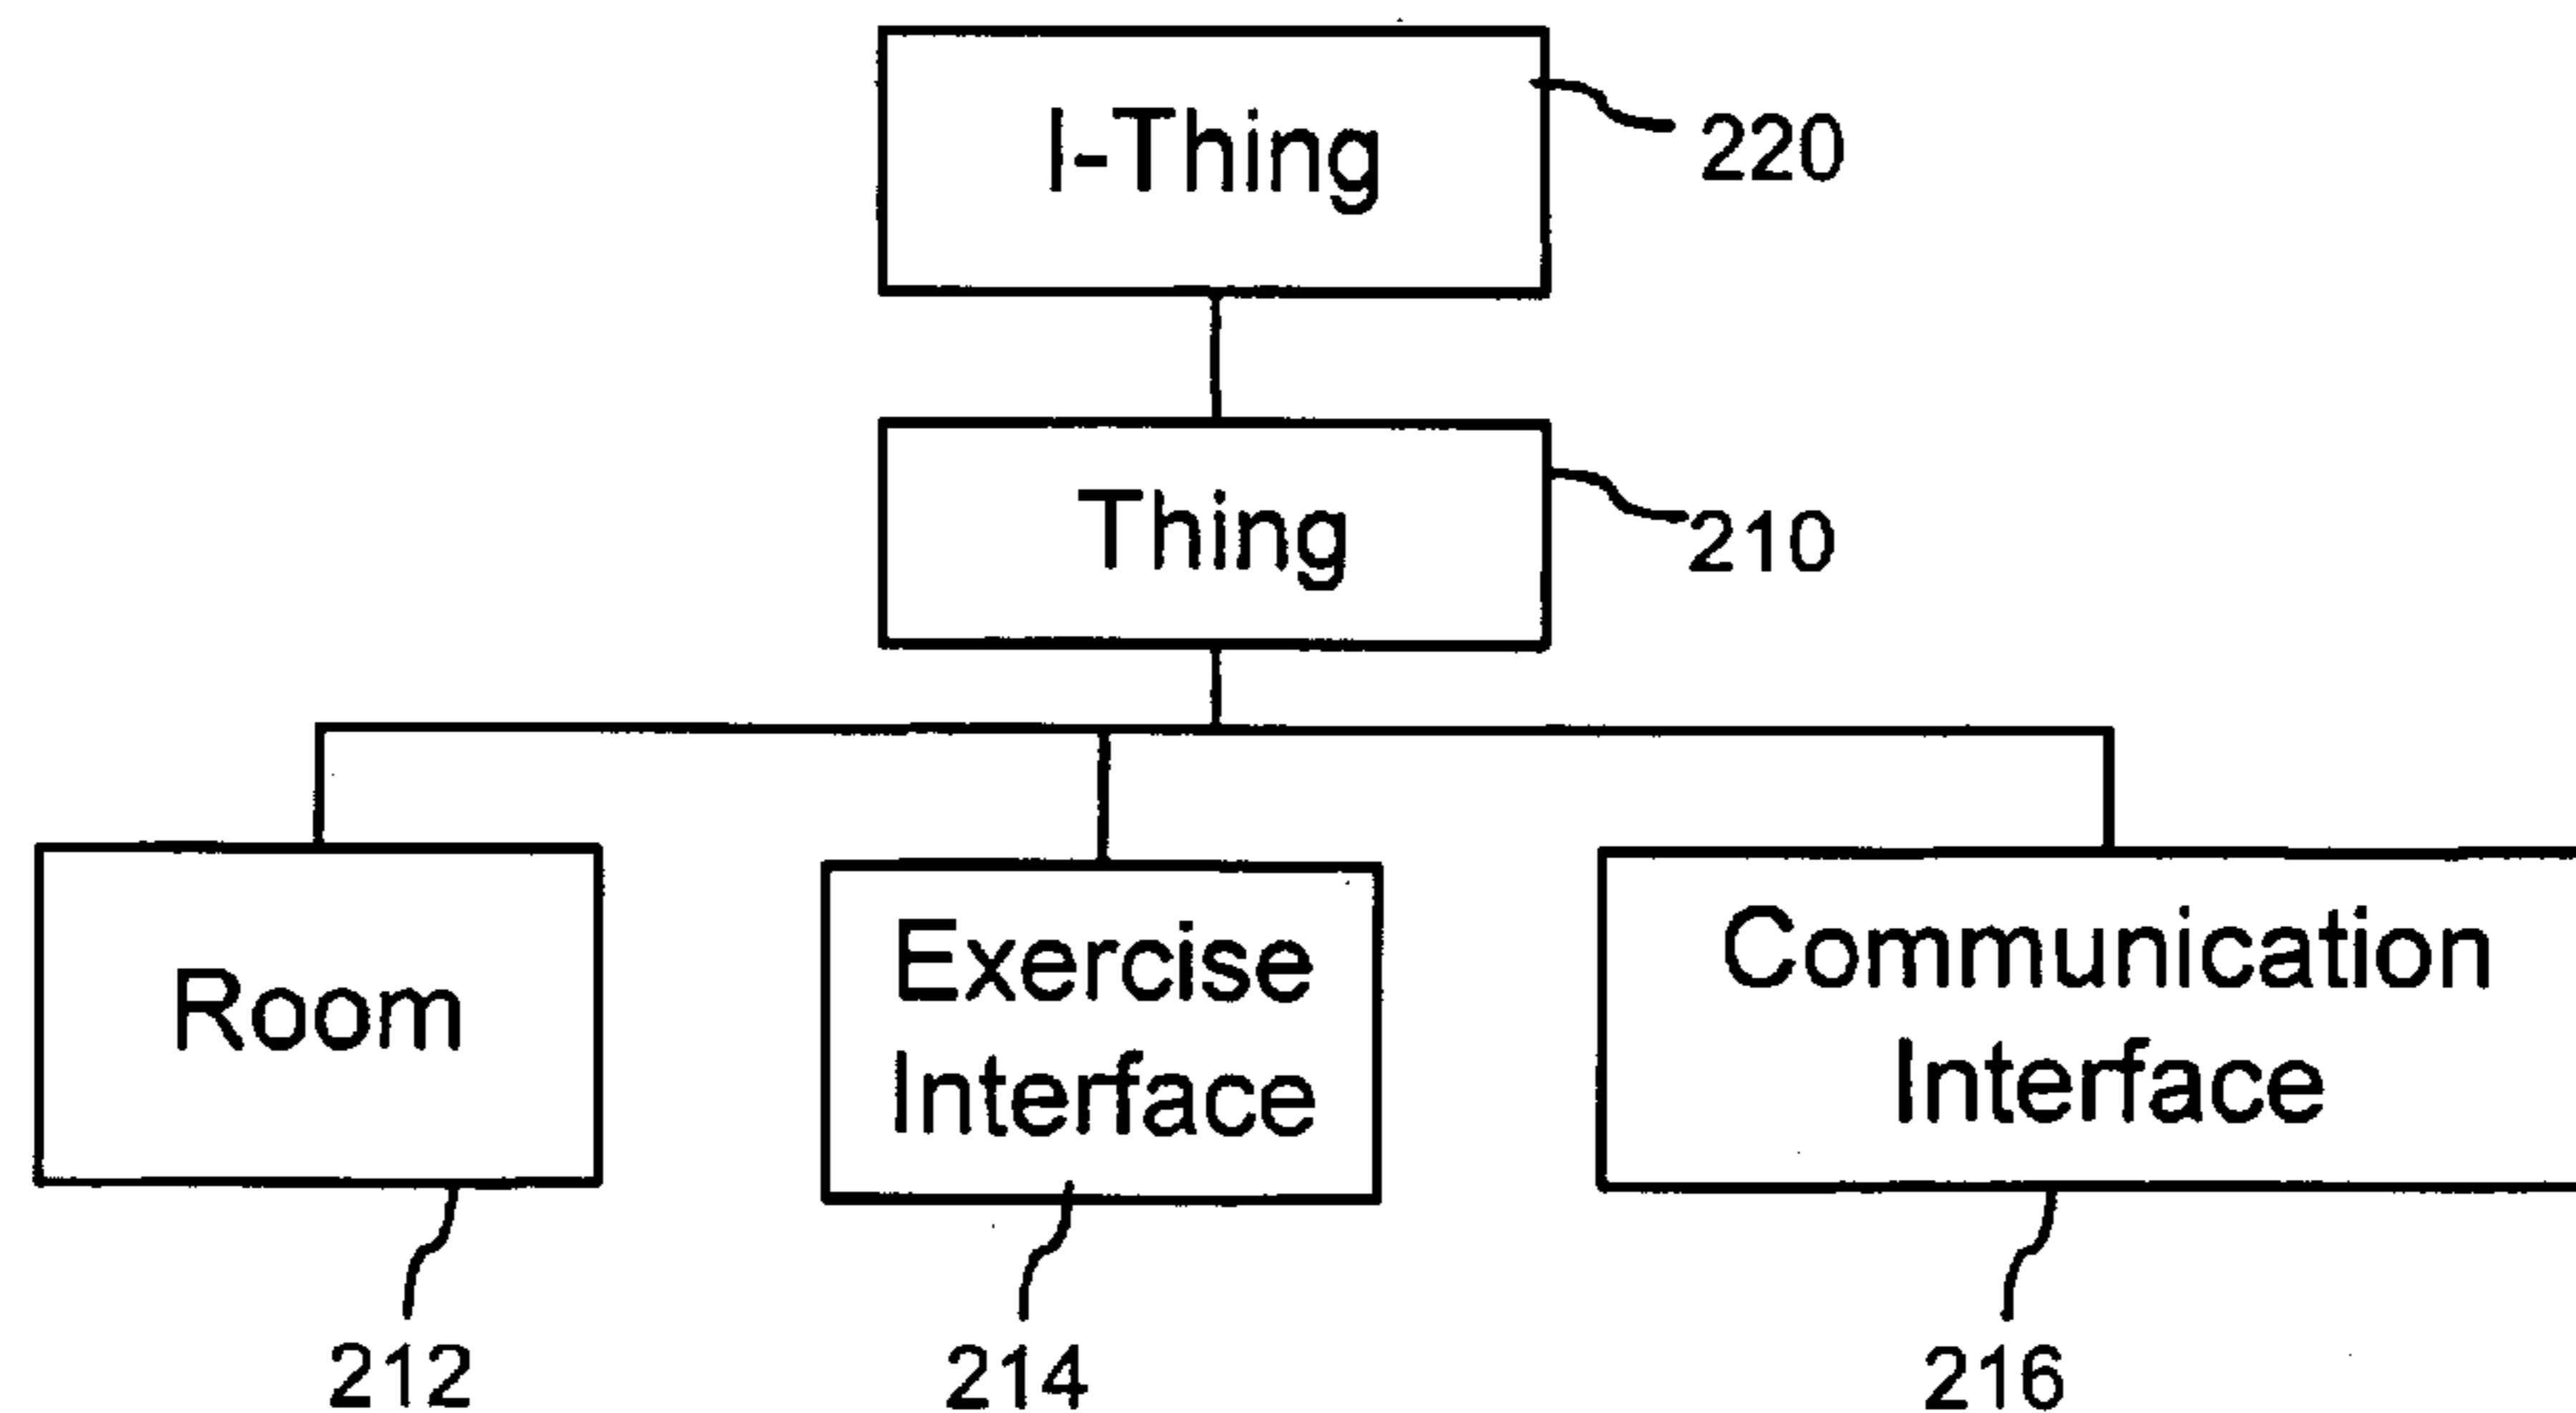 I-Thing
220
Thing
210
Room
Exercise
Interface
Communication
Interface
212
214
216